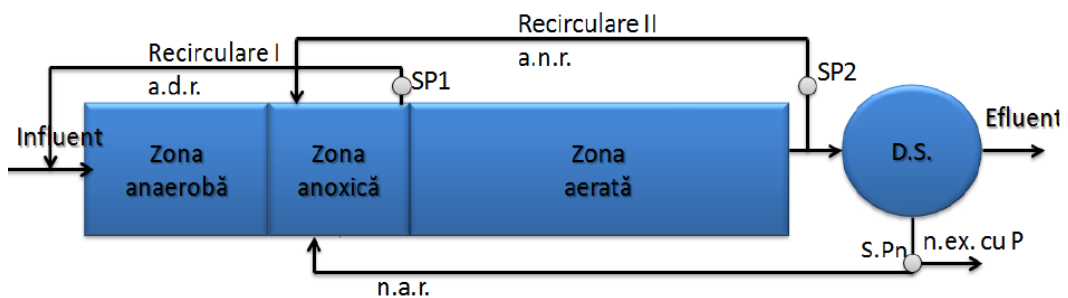 Recirculare II
Recirculare I
a.n.r.
a.d.r.
SP1
SP2
Influent
Efluent
Zona
anaerobă
Zona
anoxică
Zona
aerată
D.S.
S.Pn
n.ex. cu P
n.a.r.